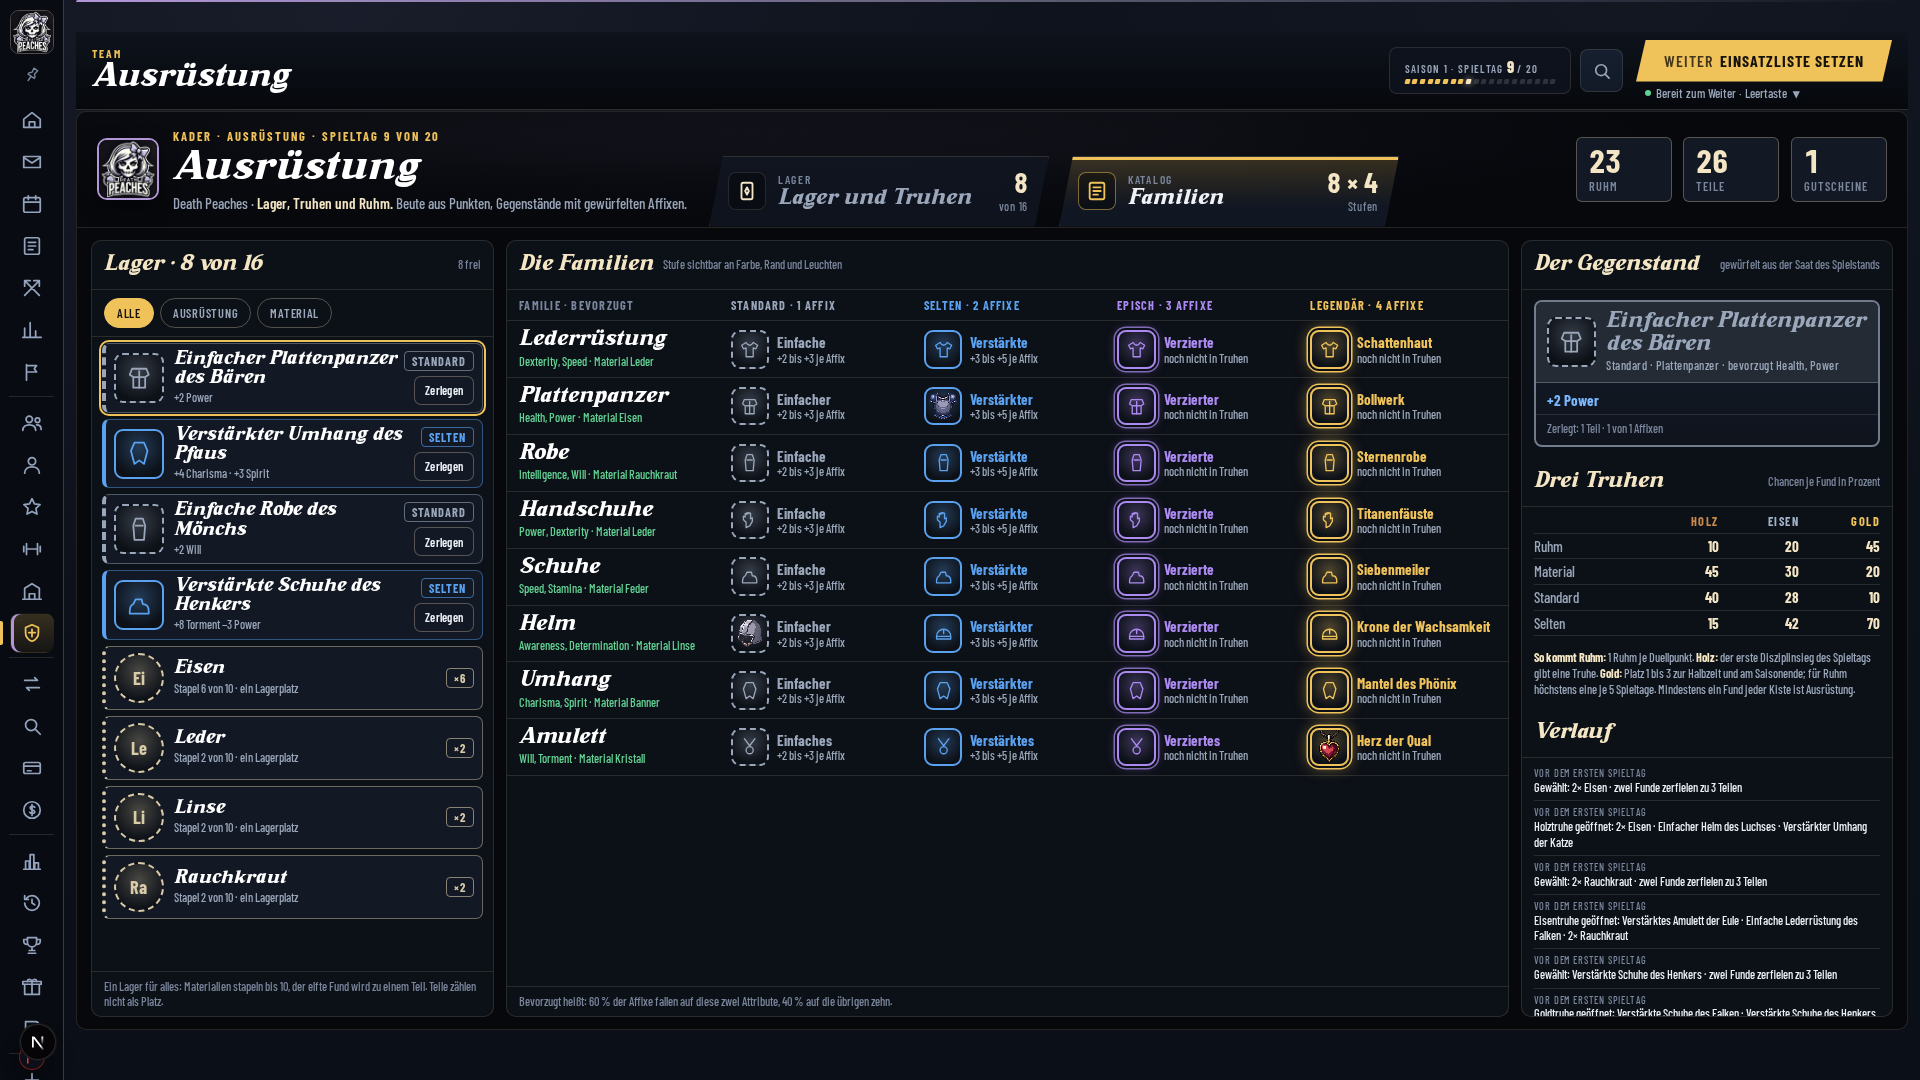 TEAM
Ausrüstung
SAISON 1 · SPIELTAG 9 / 20
WEITER EINSATZLISTE SETZEN
Bereit zum Weiter · Leertaste ▼
KADER · AUSRÜSTUNG · SPIELTAG 9 VON 20
Ausrüstung
Death Peaches · Lager, Truhen und Ruhm. Beute aus Punkten, Gegenstände mit gewürfelten Affixen.
LAGER
Lager und Truhen
8
von 16
KATALOG
Familien
8 × 4
Stufen
23
RUHM
26
TEILE
1
GUTSCHEINE
Lager · 8 von 16
8 frei
ALLE
AUSRÜSTUNG
MATERIAL
Einfacher Plattenpanzer des Bären
STANDARD
+2 Power
Zerlegen
Verstärkter Umhang des Pfaus
SELTEN
+4 Charisma · +3 Spirit
Zerlegen
Einfache Robe des Mönchs
STANDARD
+2 Will
Zerlegen
Verstärkte Schuhe des Henkers
SELTEN
+8 Torment −3 Power
Zerlegen
Ei
Eisen
Stapel 6 von 10 · ein Lagerplatz
×6
Le
Leder
Stapel 2 von 10 · ein Lagerplatz
×2
Li
Linse
Stapel 2 von 10 · ein Lagerplatz
×2
Ra
Rauchkraut
Stapel 2 von 10 · ein Lagerplatz
×2
Ein Lager für alles: Materialien stapeln bis 10, der elfte Fund wird zu einem Teil. Teile zählen
nicht als Platz.
Die Familien
Stufe sichtbar an Farbe, Rand und Leuchten
FAMILIE · BEVORZUGT
STANDARD · 1 AFFIX
SELTEN · 2 AFFIXE
EPISCH · 3 AFFIXE
LEGENDÄR · 4 AFFIXE
Lederrüstung
Dexterity, Speed · Material Leder
Einfache
+2 bis +3 je Affix
Verstärkte
+3 bis +5 je Affix
Verzierte
noch nicht in Truhen
Schattenhaut
noch nicht in Truhen
Plattenpanzer
Health, Power · Material Eisen
Einfacher
+2 bis +3 je Affix
Verstärkter
+3 bis +5 je Affix
Verzierter
noch nicht in Truhen
Bollwerk
noch nicht in Truhen
Robe
Intelligence, Will · Material Rauchkraut
Einfache
+2 bis +3 je Affix
Verstärkte
+3 bis +5 je Affix
Verzierte
noch nicht in Truhen
Sternenrobe
noch nicht in Truhen
Handschuhe
Power, Dexterity · Material Leder
Einfache
+2 bis +3 je Affix
Verstärkte
+3 bis +5 je Affix
Verzierte
noch nicht in Truhen
Titanenfäuste
noch nicht in Truhen
Schuhe
Speed, Stamina · Material Feder
Einfache
+2 bis +3 je Affix
Verstärkte
+3 bis +5 je Affix
Verzierte
noch nicht in Truhen
Siebenmeiler
noch nicht in Truhen
Helm
Awareness, Determination · Material Linse
Einfacher
+2 bis +3 je Affix
Verstärkter
+3 bis +5 je Affix
Verzierter
noch nicht in Truhen
Krone der Wachsamkeit
noch nicht in Truhen
Umhang
Charisma, Spirit · Material Banner
Einfacher
+2 bis +3 je Affix
Verstärkter
+3 bis +5 je Affix
Verzierter
noch nicht in Truhen
Mantel des Phönix
noch nicht in Truhen
Amulett
Will, Torment · Material Kristall
Einfaches
+2 bis +3 je Affix
Verstärktes
+3 bis +5 je Affix
Verziertes
noch nicht in Truhen
Herz der Qual
noch nicht in Truhen
Bevorzugt heißt: 60 % der Affixe fallen auf diese zwei Attribute, 40 % auf die übrigen zehn.
Der Gegenstand
gewürfelt aus der Saat des Spielstands
Einfacher Plattenpanzer
des Bären
Standard · Plattenpanzer · bevorzugt Health, Power
+2 Power
Zerlegt: 1 Teil · 1 von 1 Affixen
Drei Truhen
Chancen je Fund in Prozent
HOLZ EISEN GOLD
Ruhm 10 20 45
Material 45 30 20
Standard 40 28 10
Selten 15 42 70
So kommt Ruhm: 1 Ruhm je Duellpunkt. Holz: der erste Disziplinsieg des Spieltags
gibt eine Truhe. Gold: Platz 1 bis 3 zur Halbzeit und am Saisonende; für Ruhm
höchstens eine je 5 Spieltage. Mindestens ein Fund jeder Kiste ist Ausrüstung.
Verlauf
VOR DEM ERSTEN SPIELTAG
Gewählt: 2× Eisen · zwei Funde zerfielen zu 3 Teilen
VOR DEM ERSTEN SPIELTAG
Holztruhe geöffnet: 2× Eisen · Einfacher Helm des Luchses · Verstärkter Umhang
der Katze
VOR DEM ERSTEN SPIELTAG
Gewählt: 2× Rauchkraut · zwei Funde zerfielen zu 3 Teilen
VOR DEM ERSTEN SPIELTAG
Eisentruhe geöffnet: Verstärktes Amulett der Eule · Einfache Lederrüstung des
Falken · 2× Rauchkraut
VOR DEM ERSTEN SPIELTAG
Gewählt: Verstärkte Schuhe des Henkers · zwei Funde zerfielen zu 3 Teilen
VOR DEM ERSTEN SPIELTAG
Goldtruhe geöffnet: Verstärkte Schuhe des Falken · Verstärkte Schuhe des Henkers
N